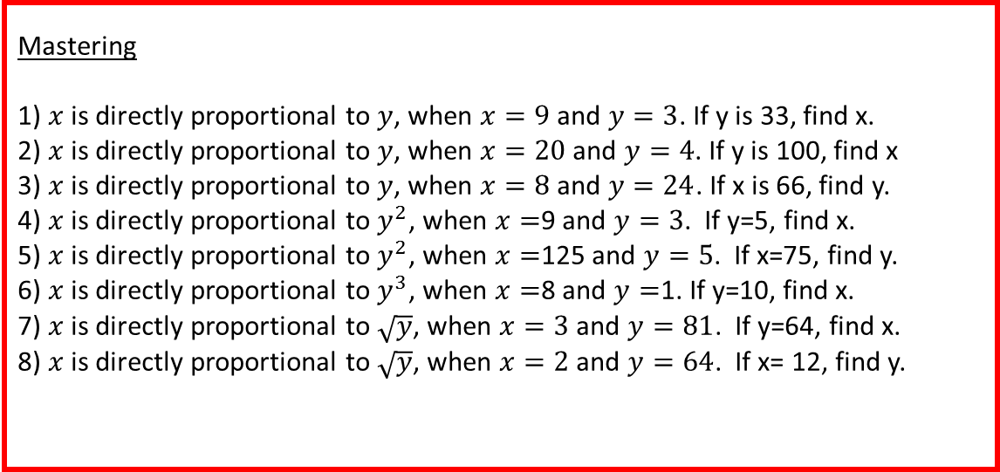 Mastering
1) x is directly proportional to y, when x = 9 and y = 3. If y is 33, find x.
2) x is directly proportional to y, when x = 20 and y = 4. If y is 100, find x
3) x is directly proportional to y, when x = 8 and y = 24. If x is 66, find y.
4) x is directly proportional to y², when x =9 and y = 3. If y=5, find x.
5) x is directly proportional to y², when x =125 and y = 5. If x=75, find y.
6) x is directly proportional to y³, when x =8 and y =1. If y=10, find x.
7) x is directly proportional to √y, when x = 3 and y = 81. If y=64, find x.
8) x is directly proportional to √y, when x = 2 and y = 64. If x= 12, find y.